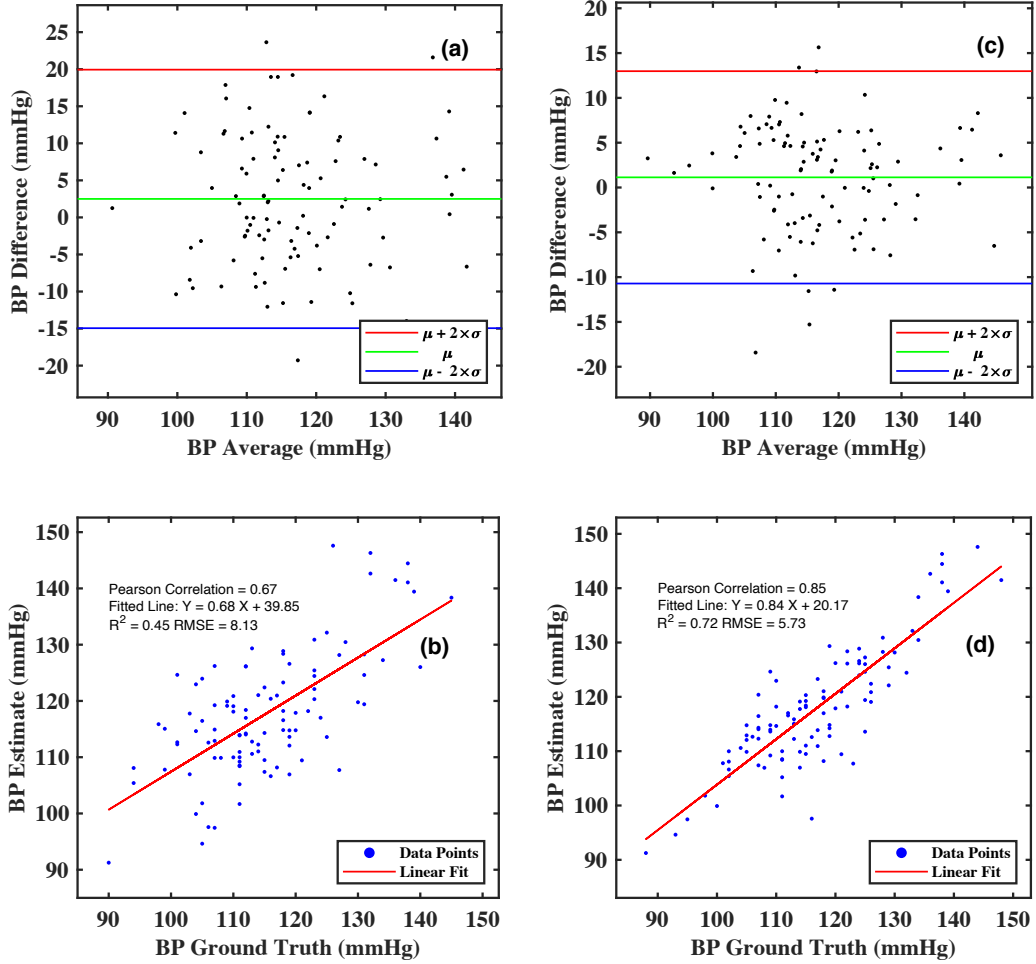 25
20
15
10
5
0
-5
-10
-15
-20
BP Difference (mmHg)
(a)
μ + 2×σ
μ
μ - 2×σ
90 100 110 120 130 140
BP Average (mmHg)
20
15
10
5
0
-5
-10
-15
-20
BP Difference (mmHg)
(c)
μ + 2×σ
μ
μ - 2×σ
90 100 110 120 130 140 150
BP Average (mmHg)
150
140
130
120
110
100
90
BP Estimate (mmHg)
Pearson Correlation = 0.67
Fitted Line: Y = 0.68 X + 39.85
R² = 0.45 RMSE = 8.13
(b)
Data Points
Linear Fit
90 100 110 120 130 140 150
BP Ground Truth (mmHg)
150
140
130
120
110
100
90
BP Estimate (mmHg)
Pearson Correlation = 0.85
Fitted Line: Y = 0.84 X + 20.17
R² = 0.72 RMSE = 5.73
(d)
Data Points
Linear Fit
90 100 110 120 130 140 150
BP Ground Truth (mmHg)